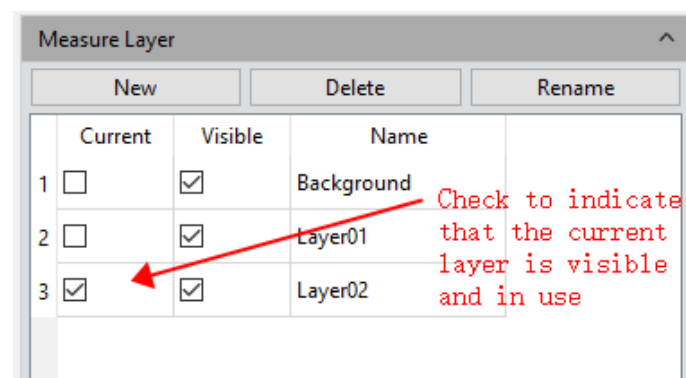 Measure Layer
New Delete Rename
Current Visible Name
1 Background
2 Layer01
3 Layer02
Check to indicate
that the current
layer is visible
and in use